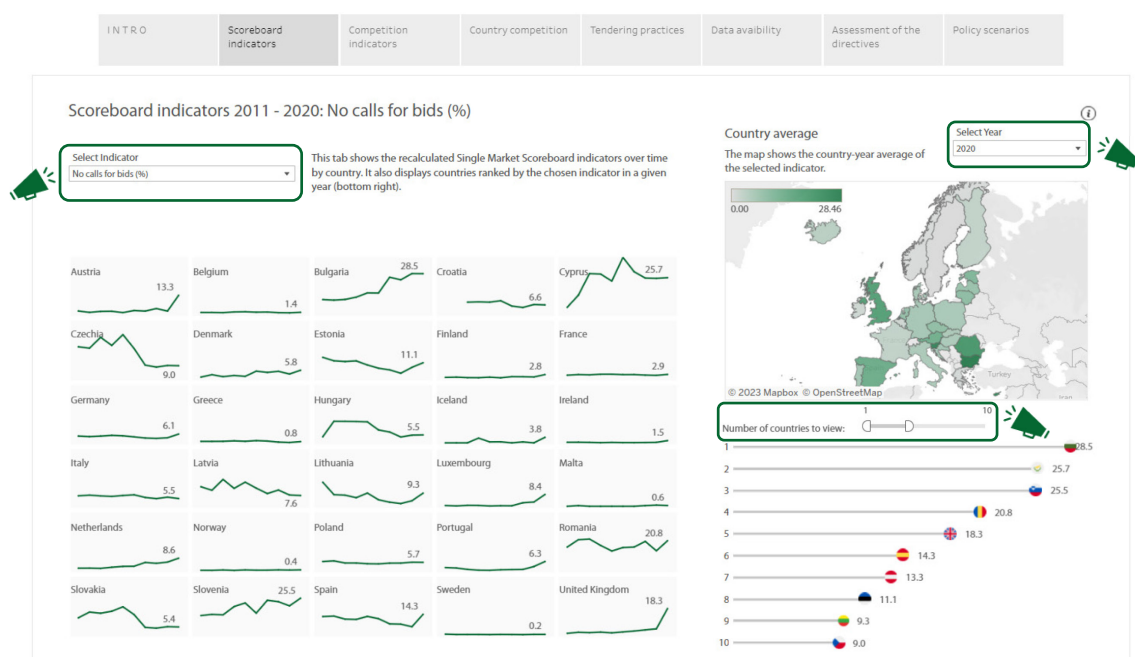 INTRO
Scoreboard
indicators
Competition
indicators
Country competition
Tendering practices
Data avaibility
Assessment of the
directives
Policy scenarios
Scoreboard indicators 2011 - 2020: No calls for bids (%)
i
Select Indicator
No calls for bids (%)
This tab shows the recalculated Single Market Scoreboard indicators over time
by country. It also displays countries ranked by the chosen indicator in a given
year (bottom right).
Country average
The map shows the country-year average of
the selected indicator.
Select Year
2020
0.00 28.46
Turkey
Iran
© 2023 Mapbox © OpenStreetMap
Austria
13.3
Belgium
1.4
Bulgaria
28.5
Croatia
6.6
Cyprus
25.7
Czechia
9.0
Denmark
5.8
Estonia
11.1
Finland
2.8
France
2.9
Germany
6.1
Greece
0.8
Hungary
5.5
Iceland
3.8
Ireland
1.5
Italy
5.5
Latvia
7.6
Lithuania
9.3
Luxembourg
8.4
Malta
0.6
Netherlands
8.6
Norway
0.4
Poland
5.7
Portugal
6.3
Romania
20.8
Slovakia
5.4
Slovenia
25.5
Spain
14.3
Sweden
0.2
United Kingdom
18.3
1 10
Number of countries to view:
1 28.5
2 25.7
3 25.5
4 20.8
5 18.3
6 14.3
7 13.3
8 11.1
9 9.3
10 9.0